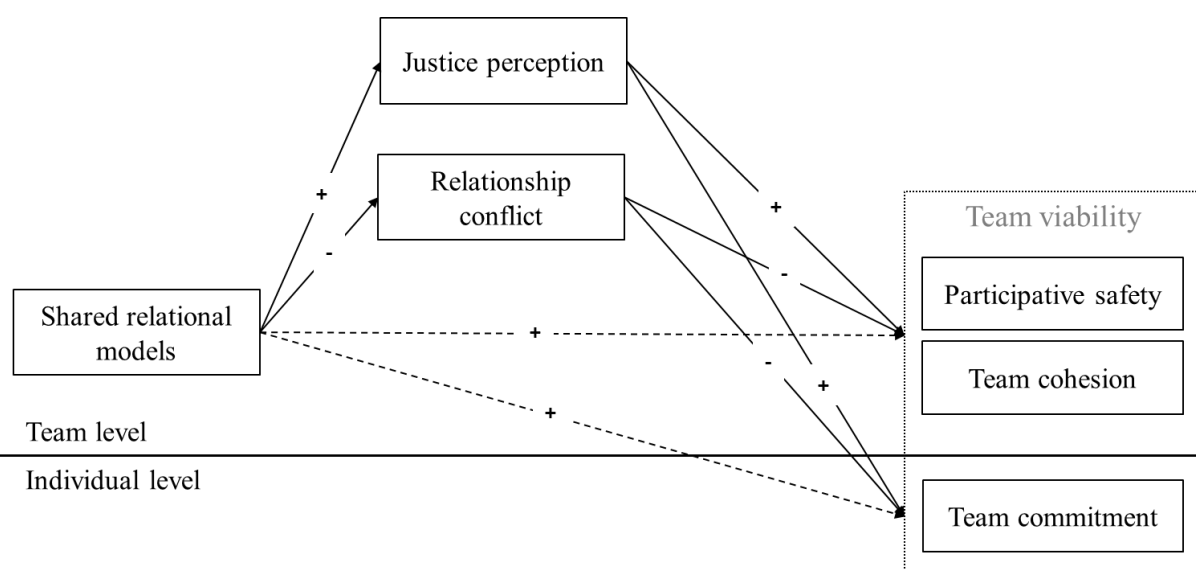 Justice perception
Relationship
conflict
+
+
-
Team viability
-
Participative safety
Shared relational
models
+
-
Team cohesion
+
+
Team level
Individual level
Team commitment